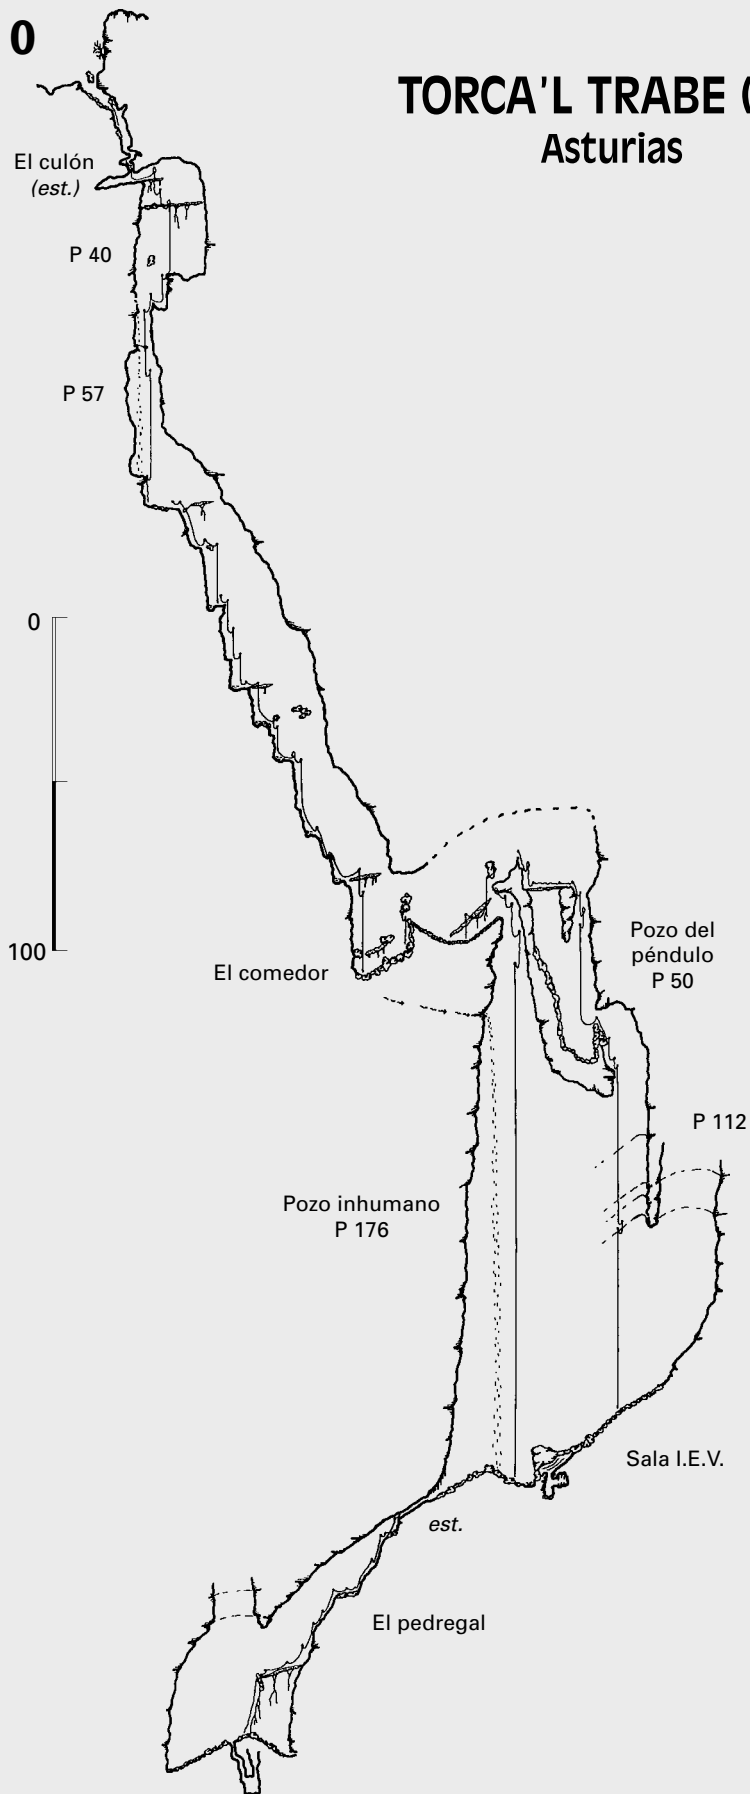 0
TORCA'L TRABE (
Asturias
El culón
(est.)
P 40
P 57
0
100
El comedor
Pozo del
péndulo
P 50
P 112
Pozo inhumano
P 176
Sala I.E.V.
est.
El pedregal